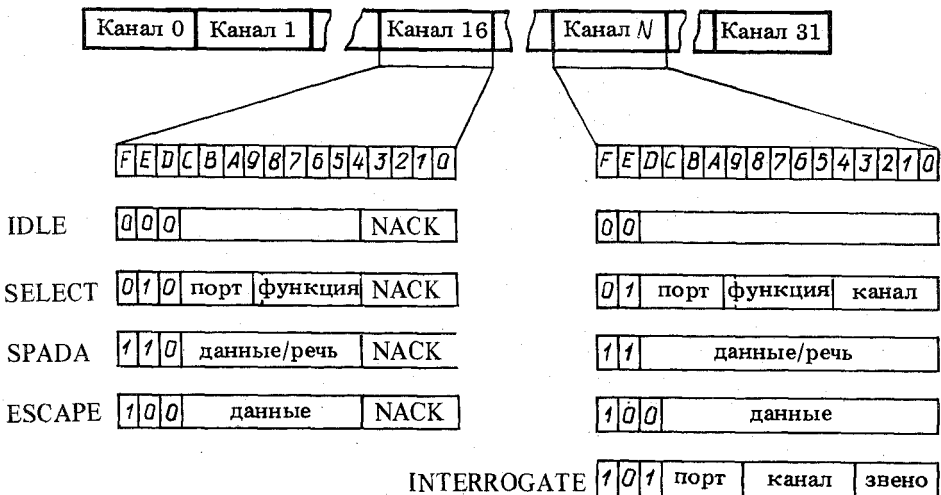 Канал 0 Канал 1 Канал 16 Канал N Канал 31
F E D C B A 9 8 7 6 5 4 3 2 1 0 F E D C B A 9 8 7 6 5 4 3 2 1 0
IDLE 0 0 0 NACK 0 0
SELECT 0 1 0 порт функция NACK 0 1 порт функция канал
SPADA 1 1 0 данные/речь NACK 1 1 данные/речь
ESCAPE 1 0 0 данные NACK 1 0 0 данные
INTERROGATE 1 0 1 порт канал звено